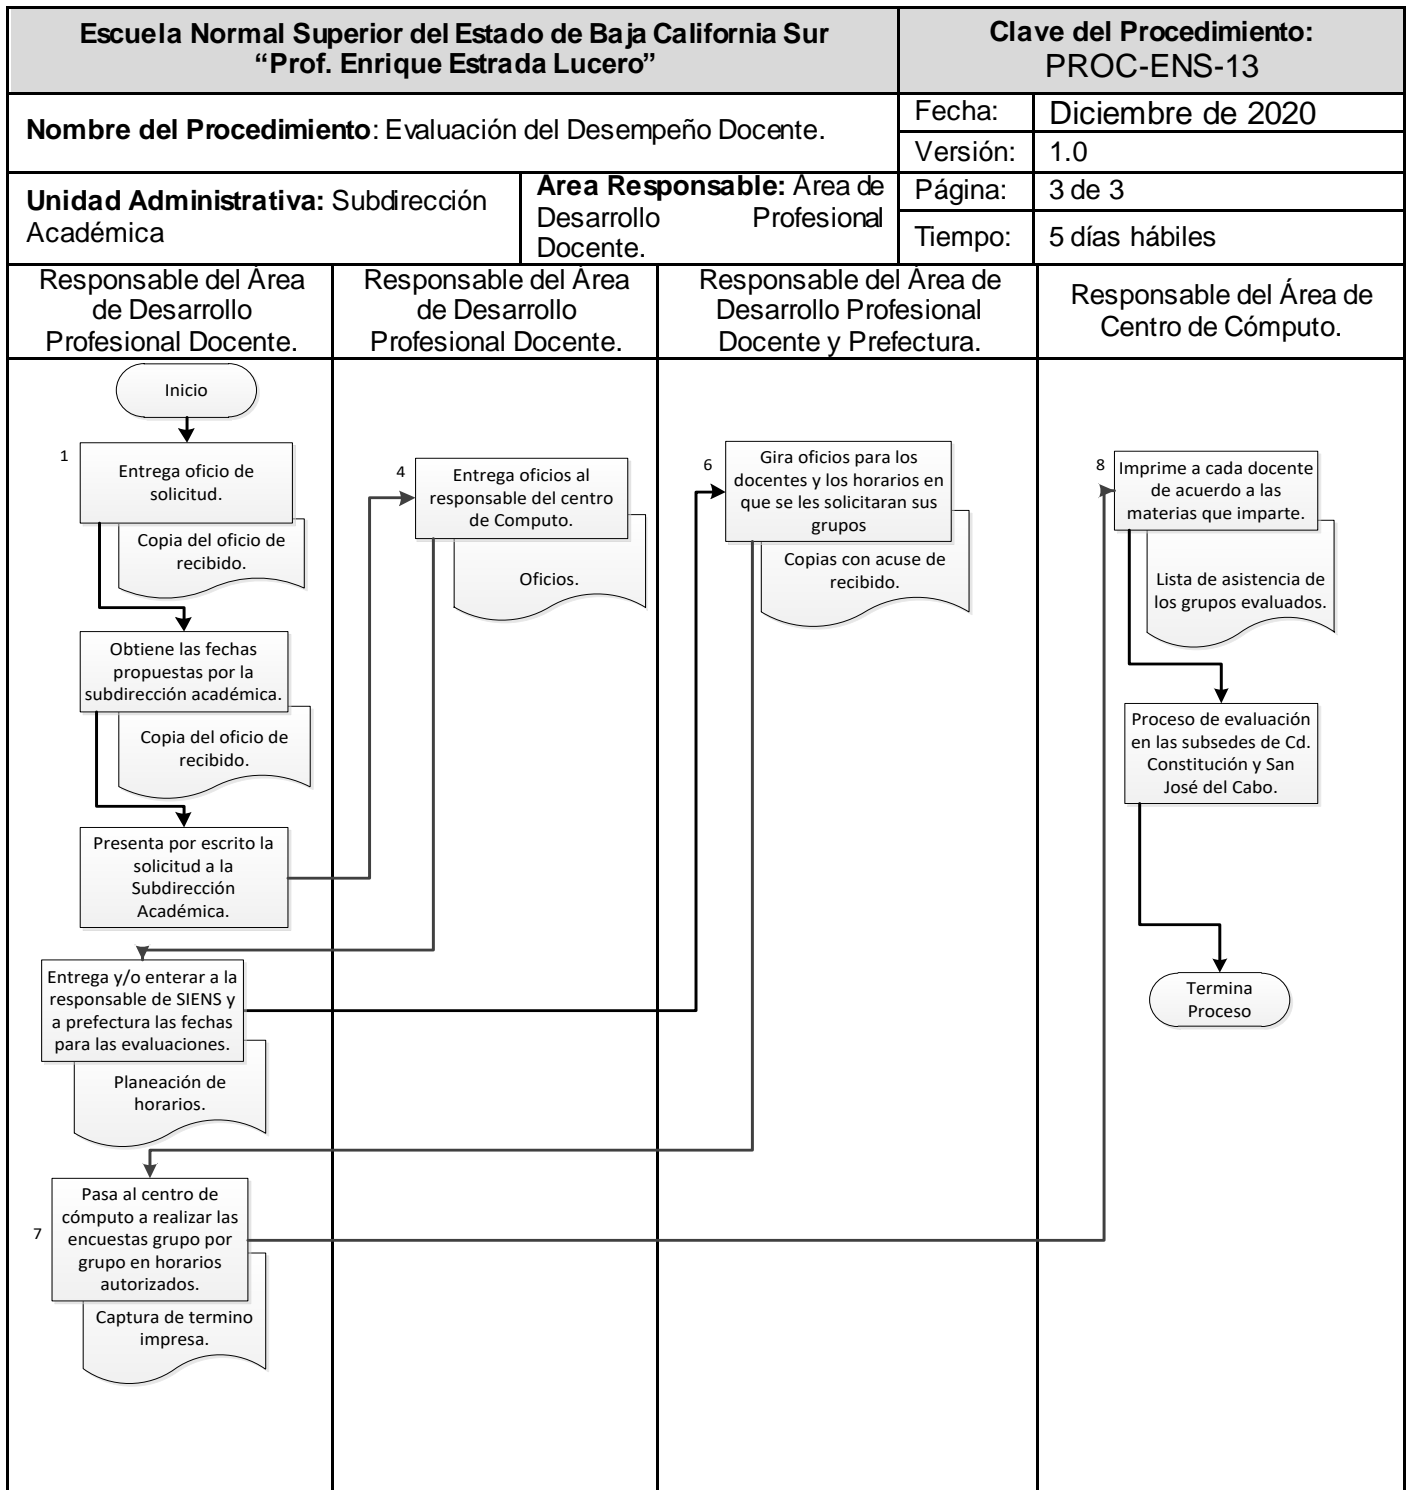 Escuela Normal Superior del Estado de Baja California Sur
“Prof. Enrique Estrada Lucero”
Clave del Procedimiento:
PROC-ENS-13
Nombre del Procedimiento: Evaluación del Desempeño Docente.
Fecha:
Diciembre de 2020
Versión:
1.0
Unidad Administrativa: Subdirección
Académica
Área Responsable: Área de
Desarrollo Profesional
Docente.
Página:
3 de 3
Tiempo:
5 días hábiles
Responsable del Área
de Desarrollo
Profesional Docente.
Responsable del Área
de Desarrollo
Profesional Docente.
Responsable del Área de
Desarrollo Profesional
Docente y Prefectura.
Responsable del Área de
Centro de Cómputo.
Inicio
1
Entrega oficio de
solicitud.
Copia del oficio de
recibido.
Obtiene las fechas
propuestas por la
subdirección académica.
Copia del oficio de
recibido.
Presenta por escrito la
solicitud a la
Subdirección
Académica.
4
Entrega oficios al
responsable del centro
de Computo.
Oficios.
Entrega y/o enterar a la
responsable de SIENS y
a prefectura las fechas
para las evaluaciones.
Planeación de
horarios.
6
Gira oficios para los
docentes y los horarios en
que se les solicitaran sus
grupos
Copias con acuse de
recibido.
7
Pasa al centro de
cómputo a realizar las
encuestas grupo por
grupo en horarios
autorizados.
Captura de termino
impresa.
8
Imprime a cada docente
de acuerdo a las
materias que imparte.
Lista de asistencia de
los grupos evaluados.
Proceso de evaluación
en las subsedes de Cd.
Constitución y San
José del Cabo.
Termina
Proceso